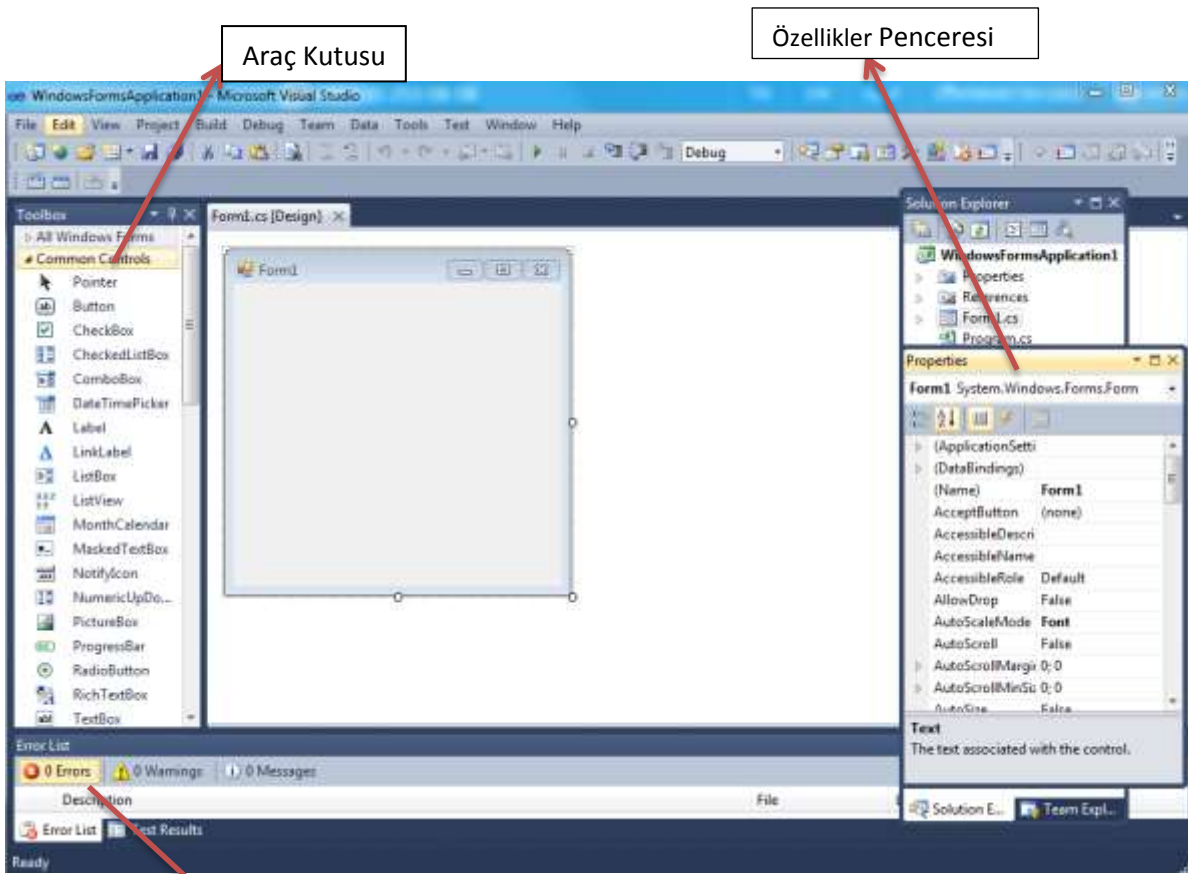 Araç Kutusu
Özellikler Penceresi
WindowsFormsApplication1 - Microsoft Visual Studio
File Edit View Project Build Debug Team Data Tools Test Window Help
Debug
Toolbox
Form1.cs [Design]
All Windows Forms
Common Controls
Pointer
Button
CheckBox
CheckedListBox
ComboBox
DateTimePicker
Label
LinkLabel
ListBox
ListView
MonthCalendar
MaskedTextBox
NotifyIcon
NumericUpDo...
PictureBox
ProgressBar
RadioButton
RichTextBox
TextBox
Form1
Solution Explorer
WindowsFormsApplication1
Properties
References
Form1.cs
Program.cs
Properties
Form1 System.Windows.Forms.Form
(ApplicationSetti
(DataBindings)
(Name) Form1
AcceptButton (none)
AccessibleDescri
AccessibleName
AccessibleRole Default
AllowDrop False
AutoScaleMode Font
AutoScroll False
AutoScrollMargi 0; 0
AutoScrollMinSi 0; 0
AutoSize False
Text
The text associated with the control.
Solution E... Team Expl...
Error List
0 Errors 0 Warnings 0 Messages
Description File
Error List Test Results
Ready